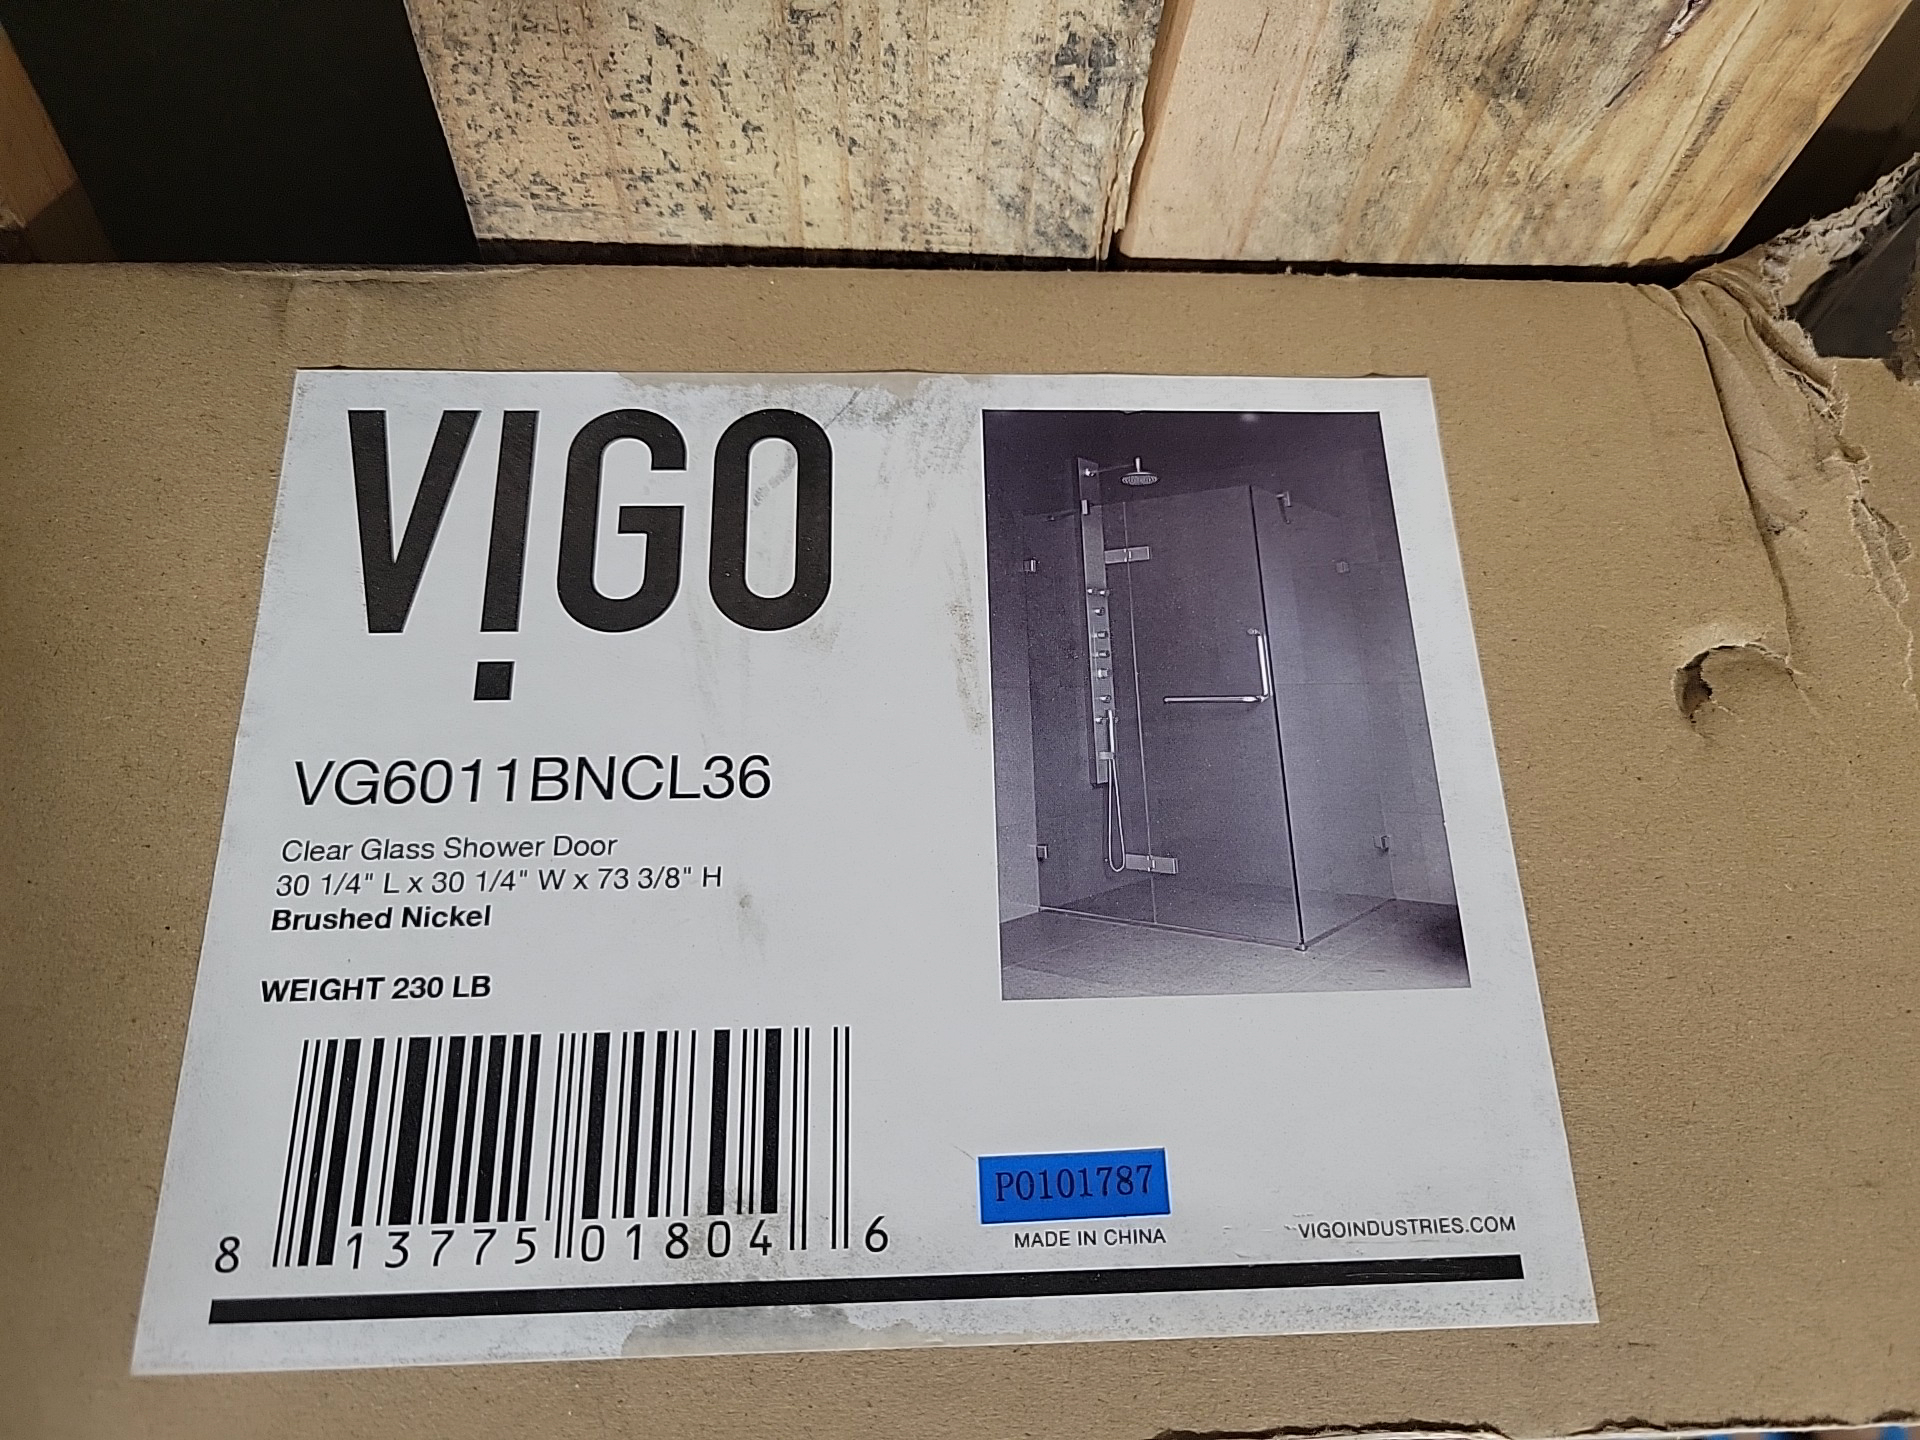 VIGO
VG6011BNCL36
Clear Glass Shower Door
30 1/4" L x 30 1/4" W x 73 3/8" H
Brushed Nickel
WEIGHT 230 LB
8 13775 01804 6
PO101787
MADE IN CHINA
VIGOINDUSTRIES.COM